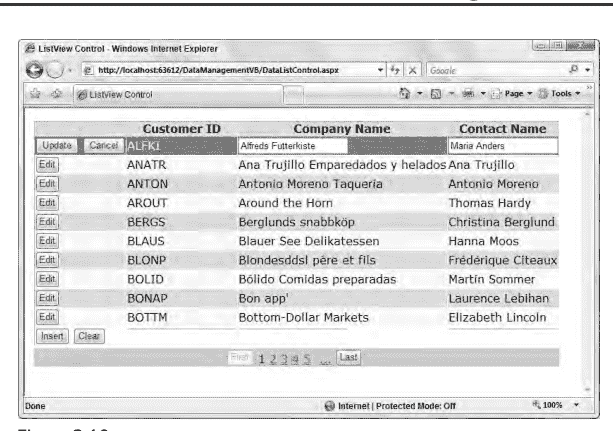 ListView Control - Windows Internet Explorer
http://localhost:63612/DataManagementVB/DataListControl.aspx
Google
ListView Control
Page
Tools
Customer ID Company Name Contact Name
Update Cancel ALFKI Alfreds Futterkiste Maria Anders
Edit ANATR Ana Trujillo Emparedados y helados Ana Trujillo
Edit ANTON Antonio Moreno Taquería Antonio Moreno
Edit AROUT Around the Horn Thomas Hardy
Edit BERGS Berglunds snabbköp Christina Berglund
Edit BLAUS Blauer See Delikatessen Hanna Moos
Edit BLONP Blondesddsl père et fils Frédérique Citeaux
Edit BOLID Bólido Comidas preparadas Martín Sommer
Edit BONAP Bon app' Laurence Lebihan
Edit BOTTM Bottom-Dollar Markets Elizabeth Lincoln
Insert Clear
First 1 2 3 4 5 ... Last
Done Internet | Protected Mode: Off 100%